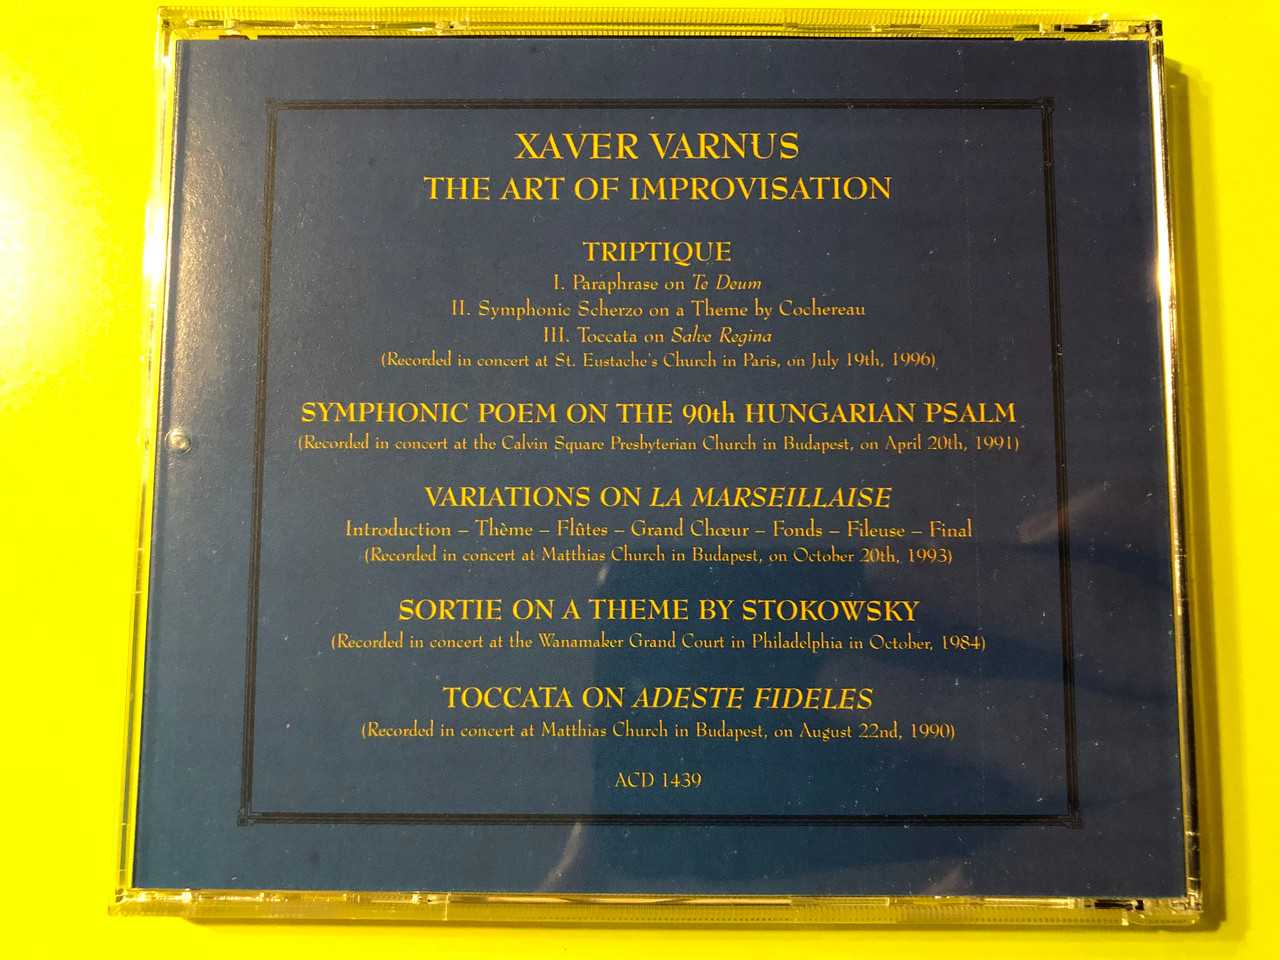 XAVER VARNUS
THE ART OF IMPROVISATION
TRIPTIQUE
I. Paraphrase on Te Deum
II. Symphonic Scherzo on a Theme by Cochereau
III. Toccata on Salve Regina
(Recorded in concert at St. Eustache's Church in Paris, on July 19th, 1996)
SYMPHONIC POEM ON THE 90th HUNGARIAN PSALM
(Recorded in concert at the Calvin Square Presbyterian Church in Budapest, on April 20th, 1991)
VARIATIONS ON LA MARSEILLAISE
Introduction – Thème – Flûtes – Grand Chœur – Fonds – Fileuse – Final
(Recorded in concert at Matthias Church in Budapest, on October 20th, 1993)
SORTIE ON A THEME BY STOKOWSKY
(Recorded in concert at the Wanamaker Grand Court in Philadelphia in October, 1984)
TOCCATA ON ADESTE FIDELES
(Recorded in concert at Matthias Church in Budapest, on August 22nd, 1990)
ACD 1439